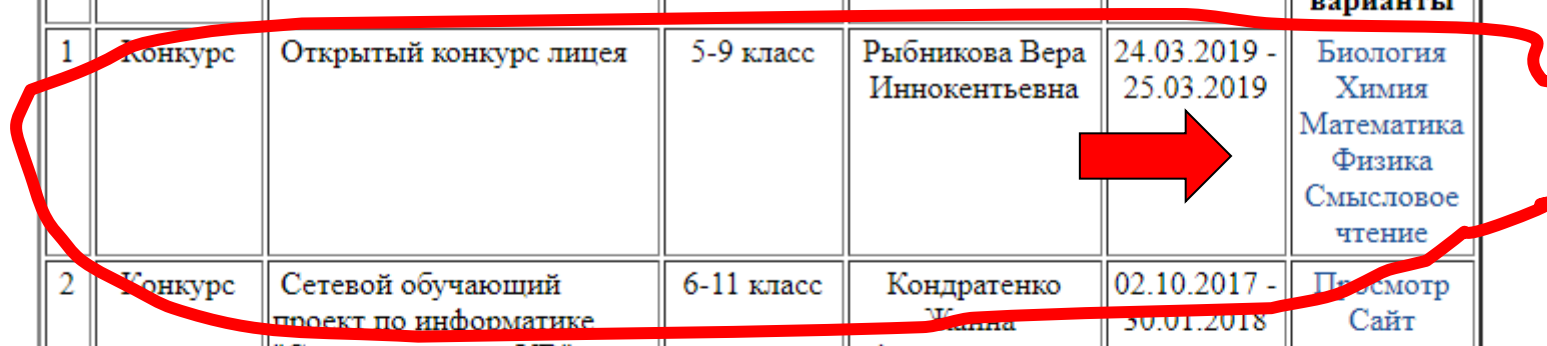 варианты
1 Конкурс Открытый конкурс лицея 5-9 класс Рыбникова Вера 24.03.2019 - Биология
Иннокентьевна 25.03.2019 Химия
Математика
Физика
Смысловое
чтение
2 Конкурс Сетевой обучающий 6-11 класс Кондратенко 02.10.2017 - Просмотр
проект по информатике Жанна 30.01.2018 Сайт